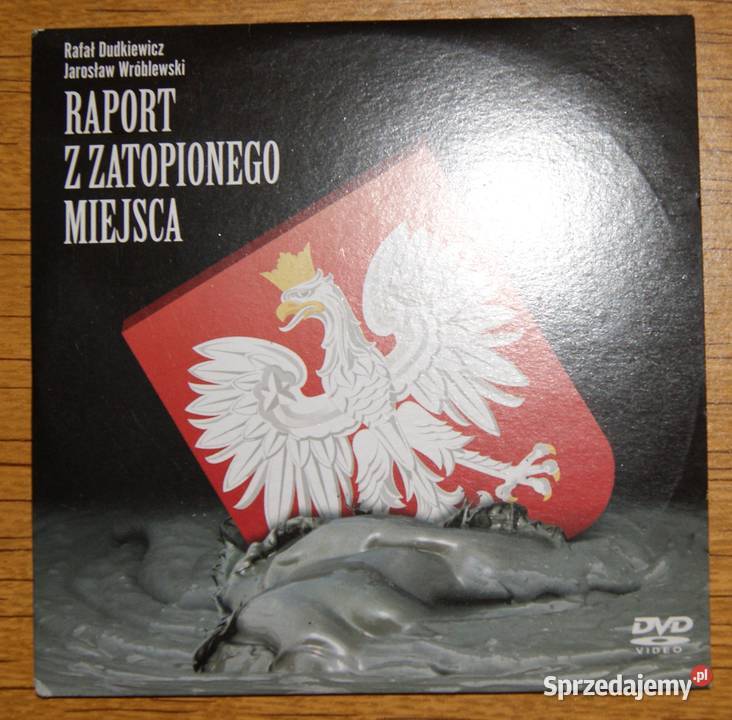 Rafał Dudkiewicz
Jarosław Wróblewski
RAPORT
Z ZATOPIONEGO
MIEJSCA
DVD
VIDEO
Sprzedajemy.pl